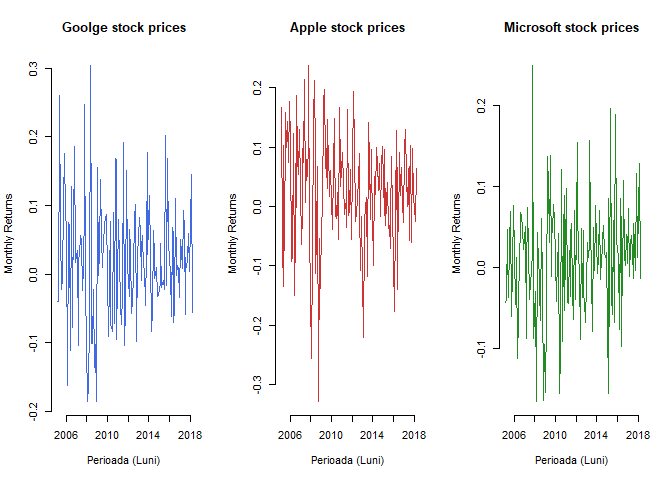 Goolge stock prices
Monthly Returns
0.3
0.2
0.1
0.0
-0.1
-0.2
2006 2010 2014 2018
Perioada (Luni)
Apple stock prices
Monthly Returns
0.2
0.1
0.0
-0.1
-0.2
-0.3
2006 2010 2014 2018
Perioada (Luni)
Microsoft stock prices
Monthly Returns
0.2
0.1
0.0
-0.1
2006 2010 2014 2018
Perioada (Luni)